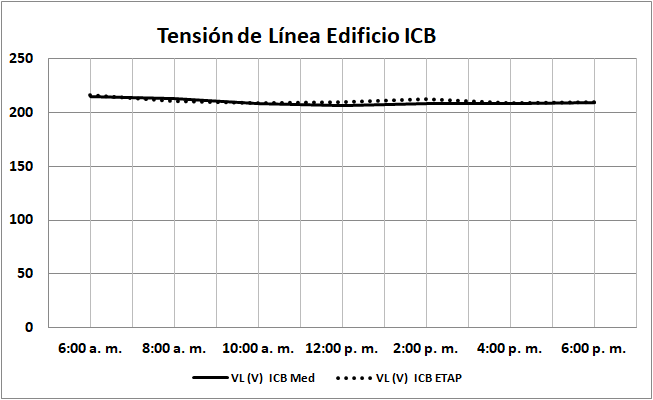 Tensión de Línea Edificio ICB
250
200
150
100
50
0
6:00 a. m. 8:00 a. m. 10:00 a. m. 12:00 p. m. 2:00 p. m. 4:00 p. m. 6:00 p. m.
VL (V) ICB Med VL (V) ICB ETAP